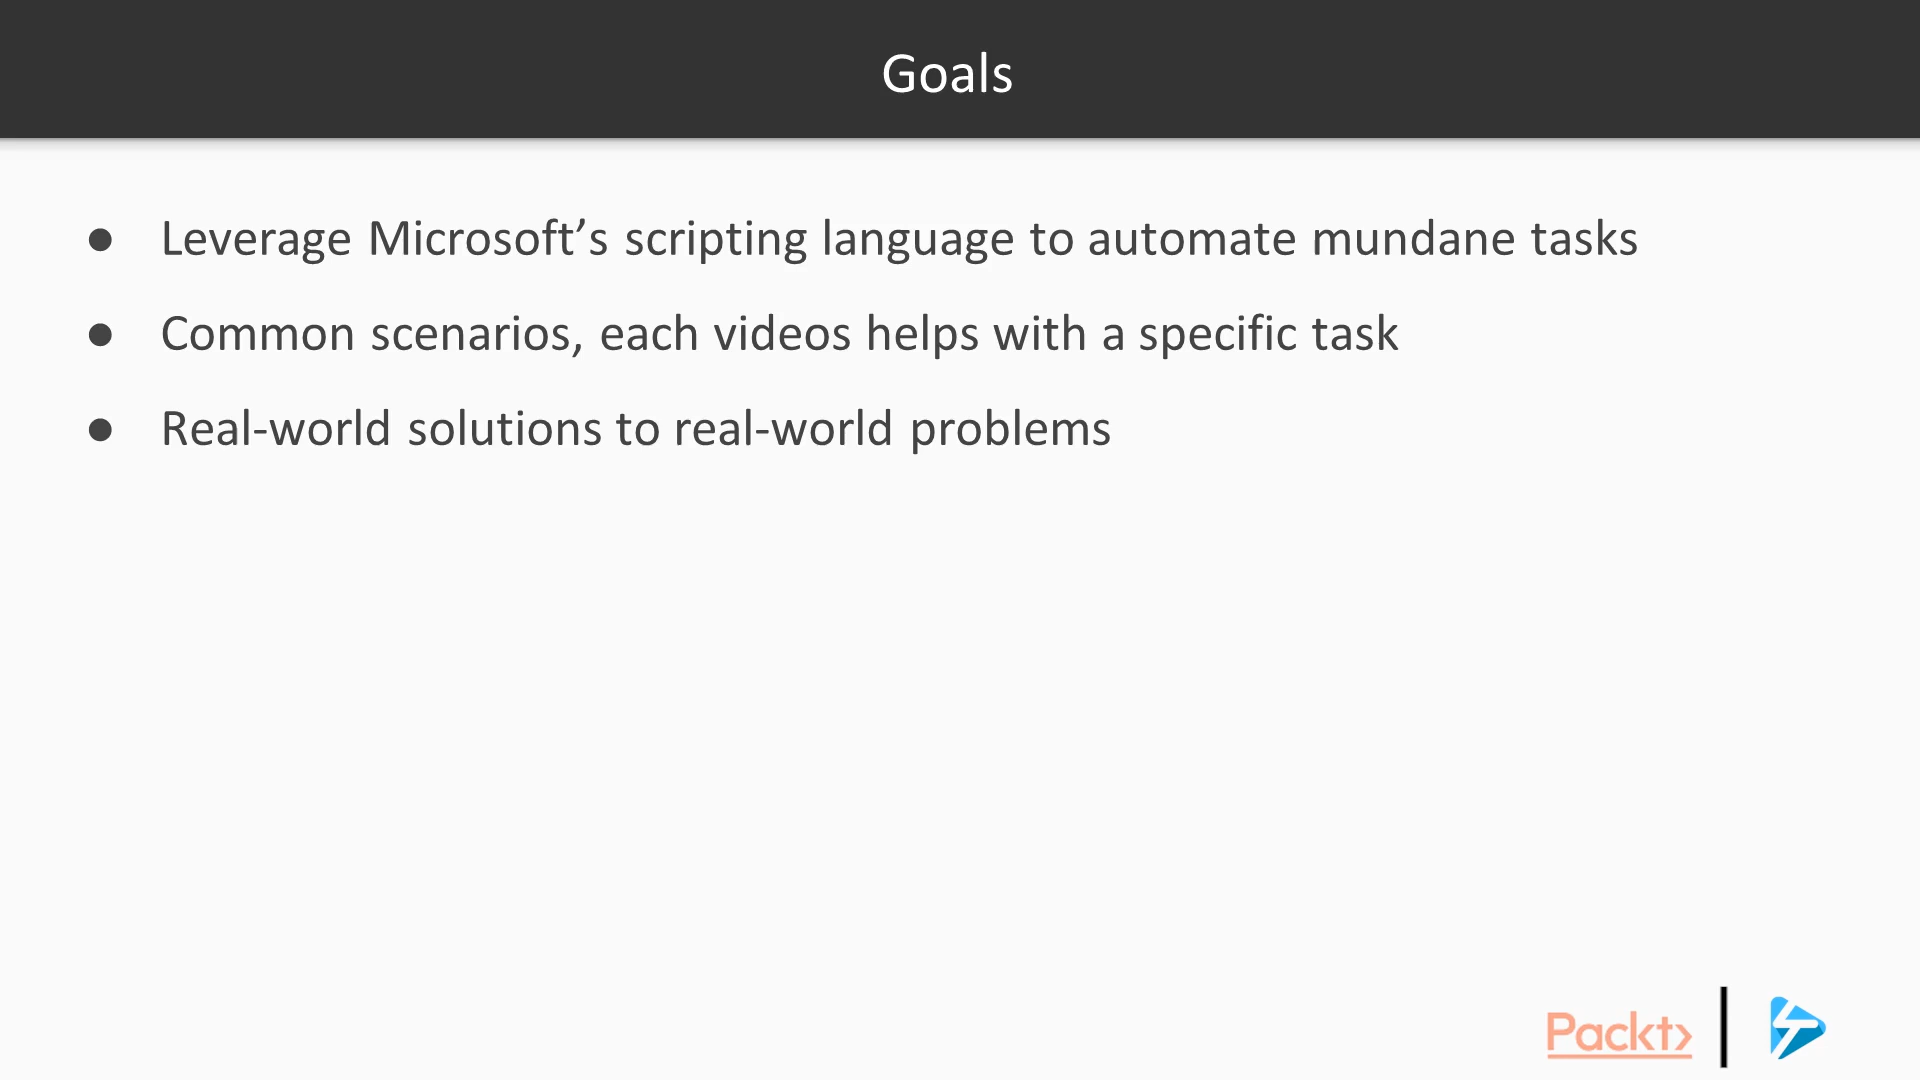 Goals
● Leverage Microsoft’s scripting language to automate mundane tasks
● Common scenarios, each videos helps with a specific task
● Real-world solutions to real-world problems
Packt>